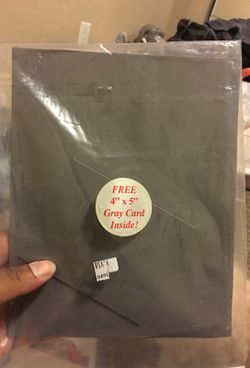 FREE
4" x 5"
Gray Card
Inside!